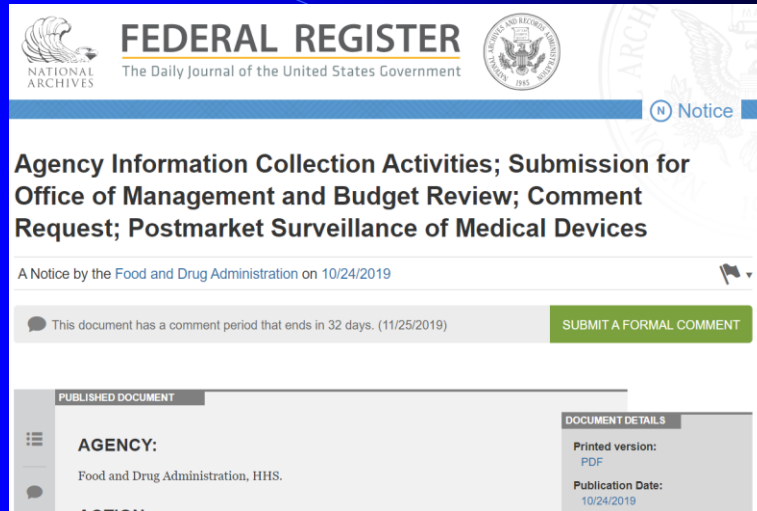 FEDERAL REGISTER
The Daily Journal of the United States Government
NATIONAL
ARCHIVES
N Notice
Agency Information Collection Activities; Submission for
Office of Management and Budget Review; Comment
Request; Postmarket Surveillance of Medical Devices
A Notice by the Food and Drug Administration on 10/24/2019
This document has a comment period that ends in 32 days. (11/25/2019)
SUBMIT A FORMAL COMMENT
PUBLISHED DOCUMENT
AGENCY:
Food and Drug Administration, HHS.
DOCUMENT DETAILS
Printed version:
PDF
Publication Date:
10/24/2019